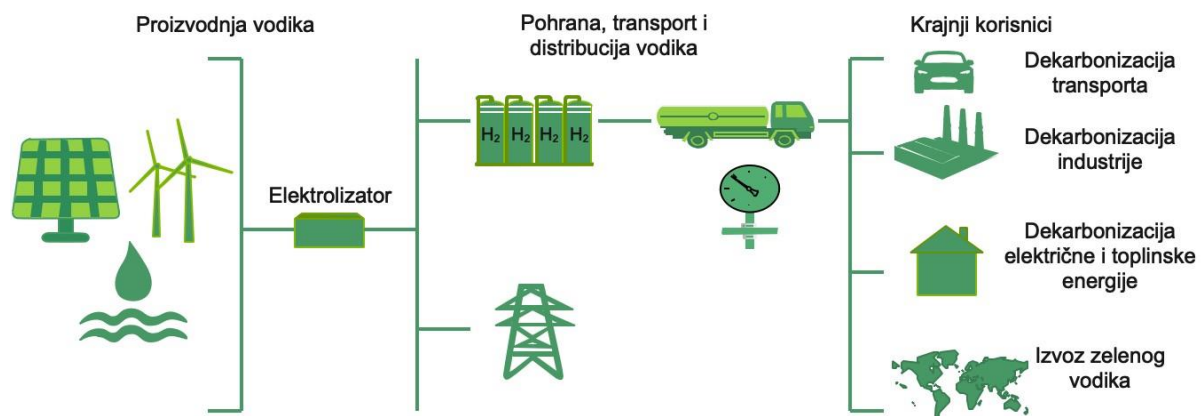 Proizvodnja vodika
Pohrana, transport i
distribucija vodika
Krajnji korisnici
Elektrolizator
H₂ H₂ H₂ H₂
Dekarbonizacija
transporta
Dekarbonizacija
industrije
Dekarbonizacija
električne i toplinske
energije
Izvoz zelenog
vodika